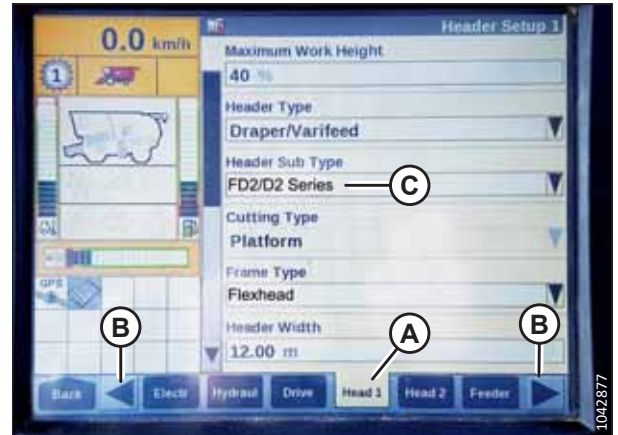 0.0 km/h
Header Setup 1
Maximum Work Height
40 %
1
Header Type
Draper/Varifeed
Header Sub Type
FD2/D2 Series
C
Cutting Type
Platform
Frame Type
GPS
Flexhead
Header Width
B
A
B
12.00 m
Back
Electr
Hydraul
Drive
Head 1
Head 2
Feeder
1042877